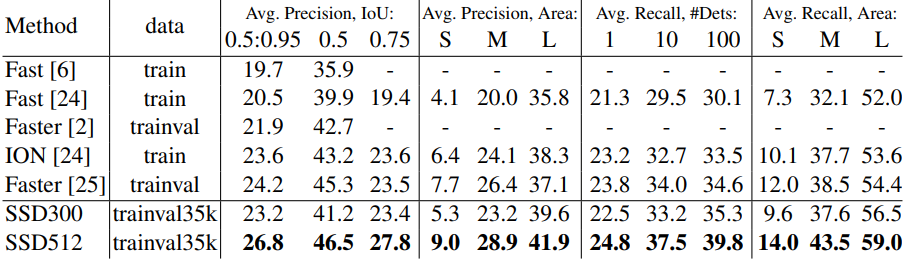 Method data Avg. Precision, IoU: Avg. Precision, Area: Avg. Recall, #Dets: Avg. Recall, Area:
0.5:0.95 0.5 0.75 S M L 1 10 100 S M L
Fast [6] train 19.7 35.9 - - - - - - - - - -
Fast [24] train 20.5 39.9 19.4 4.1 20.0 35.8 21.3 29.5 30.1 7.3 32.1 52.0
Faster [2] trainval 21.9 42.7 - - - - - - - - - -
ION [24] train 23.6 43.2 23.6 6.4 24.1 38.3 23.2 32.7 33.5 10.1 37.7 53.6
Faster [25] trainval 24.2 45.3 23.5 7.7 26.4 37.1 23.8 34.0 34.6 12.0 38.5 54.4
SSD300 trainval35k 23.2 41.2 23.4 5.3 23.2 39.6 22.5 33.2 35.3 9.6 37.6 56.5
SSD512 trainval35k 26.8 46.5 27.8 9.0 28.9 41.9 24.8 37.5 39.8 14.0 43.5 59.0